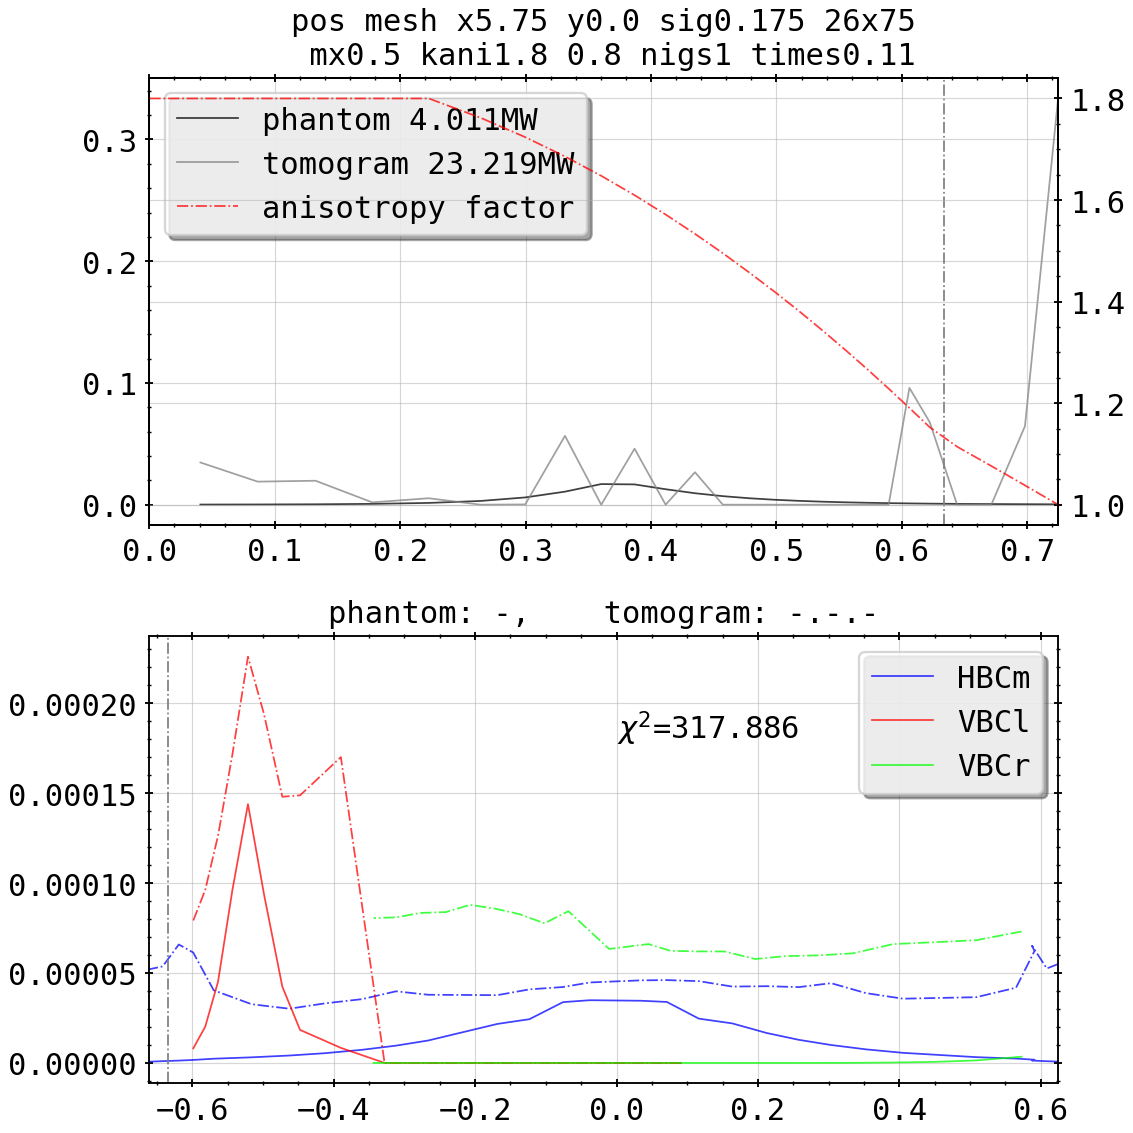 pos mesh x5.75 y0.0 sig0.175 26x75
mx0.5 kani1.8 0.8 nigs1 times0.11
phantom 4.011MW
tomogram 23.219MW
anisotropy factor
0.3
0.2
0.1
0.0
1.8
1.6
1.4
1.2
1.0
0.0 0.1 0.2 0.3 0.4 0.5 0.6 0.7
phantom: -, tomogram: -.-.-
HBCm
VBCl
VBCr
χ²=317.886
0.00020
0.00015
0.00010
0.00005
0.00000
−0.6 −0.4 −0.2 0.0 0.2 0.4 0.6